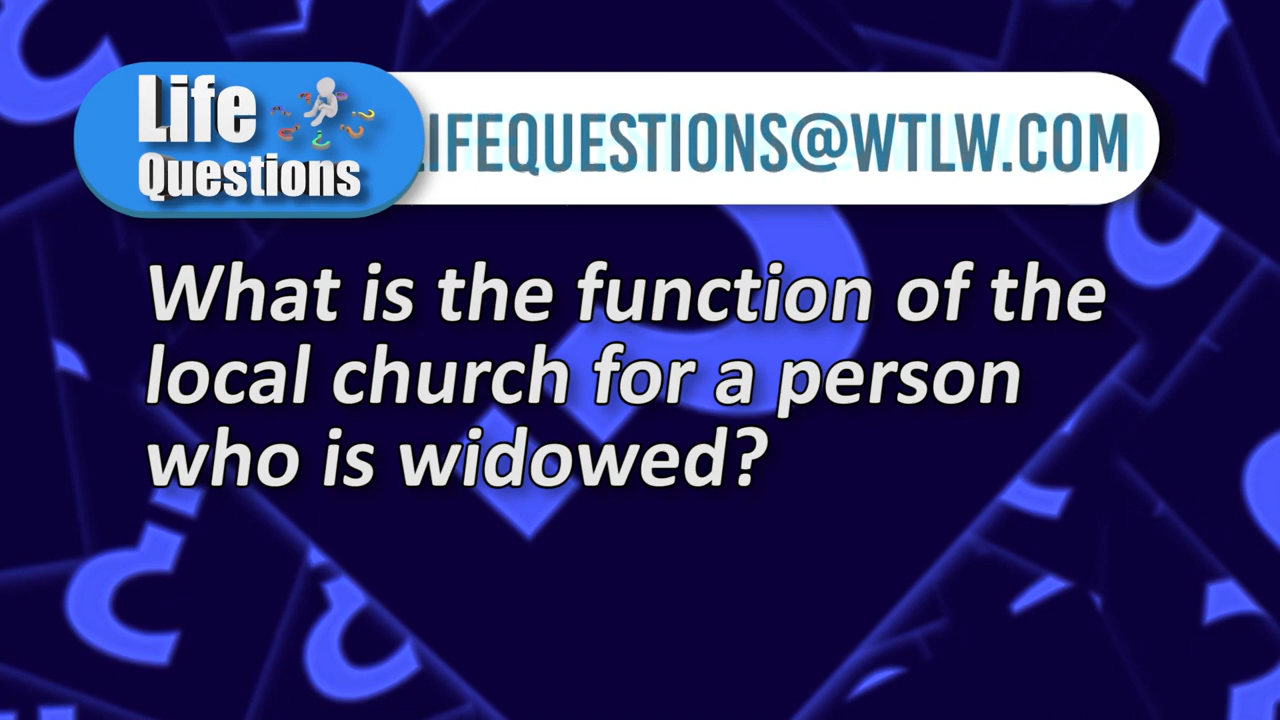 Life
Questions
LIFEQUESTIONS@WTLW.COM
What is the function of the
local church for a person
who is widowed?